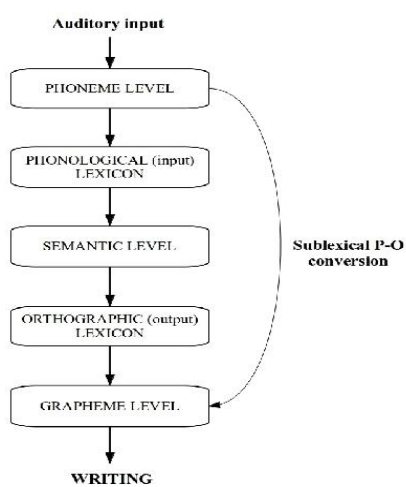 Auditory input
PHONEME LEVEL
PHONOLOGICAL (input)
LEXICON
SEMANTIC LEVEL
Sublexical P-O
conversion
ORTHOGRAPHIC (output)
LEXICON
GRAPHEME LEVEL
WRITING